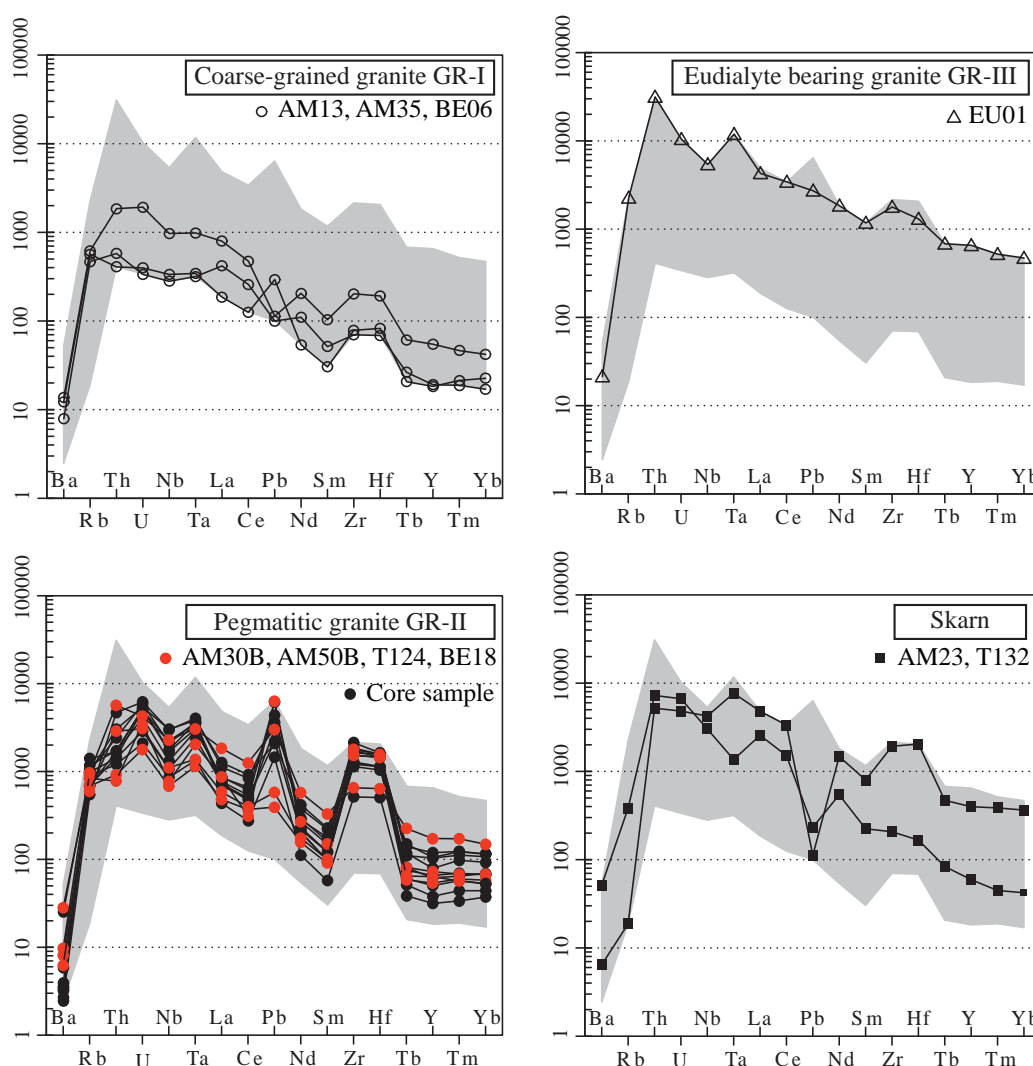 Coarse-grained granite GR-I
AM13, AM35, BE06
100000
10000
1000
100
10
1
Ba Th Nb La Pb Sm Hf Y Yb
Rb U Ta Ce Nd Zr Tb Tm
Eudialyte bearing granite GR-III
EU01
100000
10000
1000
100
10
1
Ba Th Nb La Pb Sm Hf Y Yb
Rb U Ta Ce Nd Zr Tb Tm
Pegmatitic granite GR-II
AM30B, AM50B, T124, BE18
Core sample
100000
10000
1000
100
10
1
Ba Th Nb La Pb Sm Hf Y Yb
Rb U Ta Ce Nd Zr Tb Tm
Skarn
AM23, T132
100000
10000
1000
100
10
1
Ba Th Nb La Pb Sm Hf Y Yb
Rb U Ta Ce Nd Zr Tb Tm